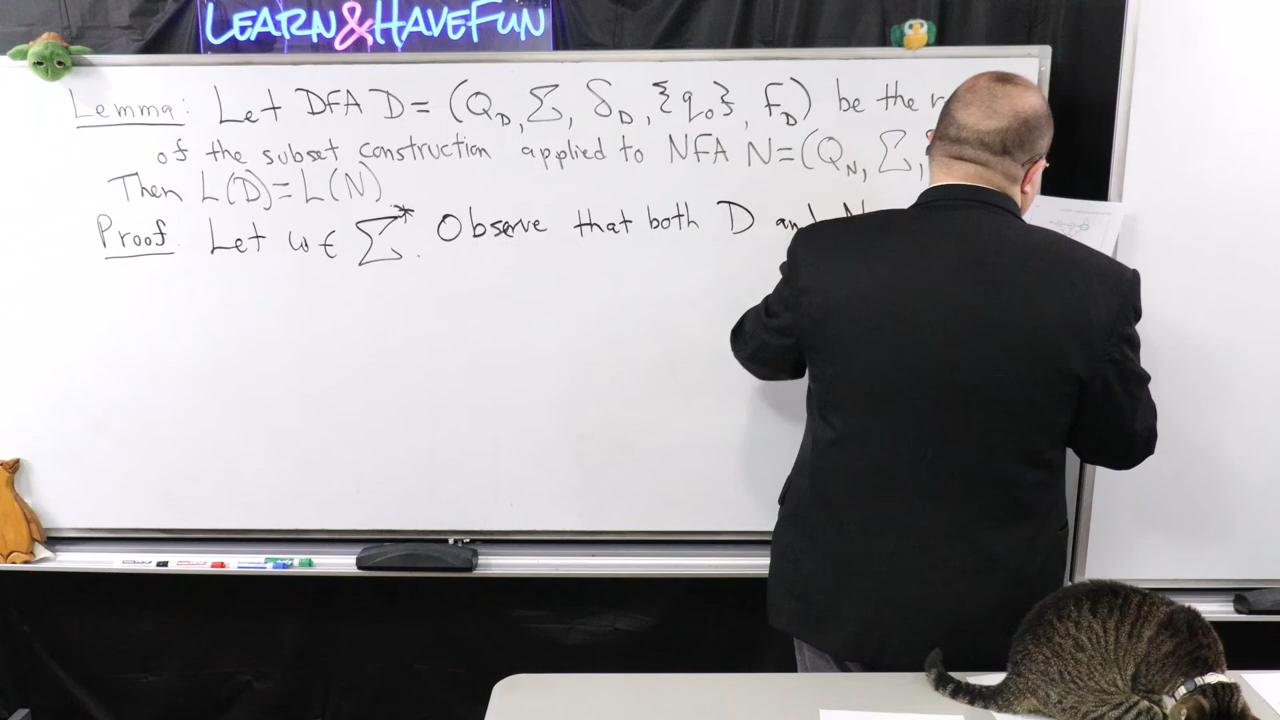 LEARN&HAVEFUN
Lemma: Let DFA D = (Q_D, Σ, δ_D, {q_0}, F_D) be the
of the subset construction applied to NFA N=(Q_N, Σ,
Then L(D)=L(N)
Proof. Let w ∈ Σ*. Observe that both D and N